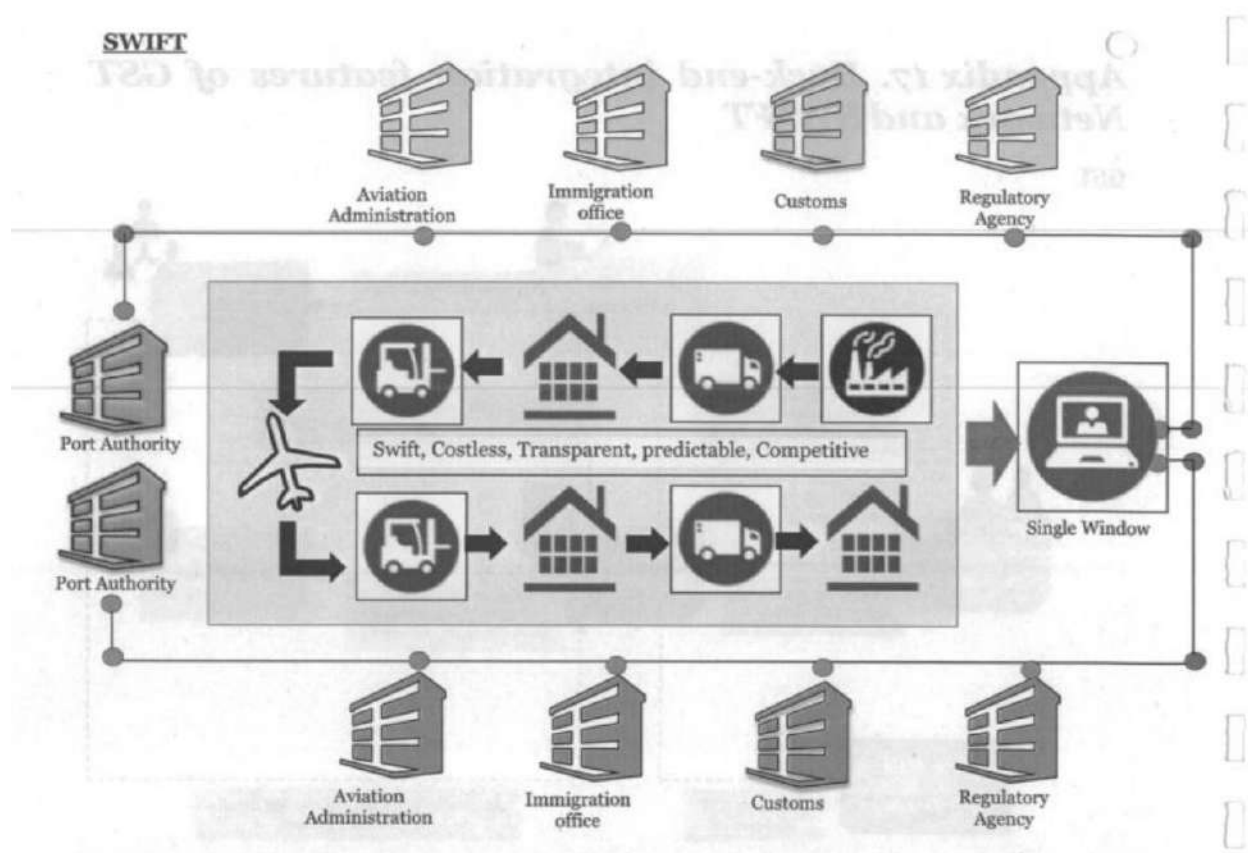 SWIFT
Aviation
Administration
Immigration
office
Customs
Regulatory
Agency
Port Authority
Swift, Costless, Transparent, predictable, Competitive
Port Authority
Single Window
Aviation
Administration
Immigration
office
Customs
Regulatory
Agency